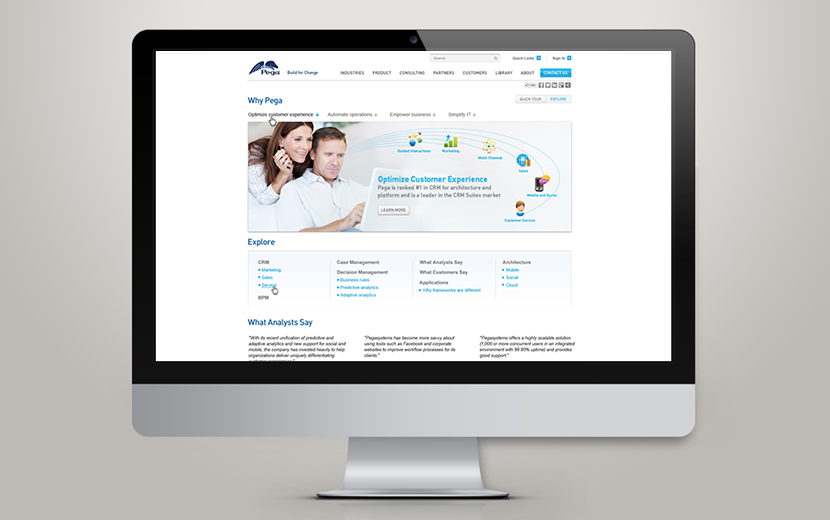 Search
Quick Links
Sign In
Pega
Build for Change
INDUSTRIES PRODUCT CONSULTING PARTNERS CUSTOMERS LIBRARY ABOUT CONTACT US
Like
Why Pega
QUICK TOUR EXPLORE
Optimize customer experience Automate operations Empower business Simplify IT
Guided Interactions
Marketing
Multi Channel
Sales
Mobile and Social
Customer Service
Optimize Customer Experience
Pega is ranked #1 in CRM for architecture and
platform and is a leader in the CRM Suites market
LEARN MORE
Explore
CRM
Marketing
Sales
Service
BPM
Case Management
Decision Management
Business rules
Predictive analytics
Adaptive analytics
What Analysts Say
What Customers Say
Applications
Why frameworks are different
Architecture
Mobile
Social
Cloud
What Analysts Say
"With its recent unification of predictive and
adaptive analytics and new support for social and
mobile, the company has invested heavily to help
organizations deliver uniquely differentiating
"Pegasystems has become more savvy about
using tools such as Facebook and corporate
websites to improve workflow processes for its
clients."
"Pegasystems offers a highly scalable solution
(1,000 or more concurrent users in an integrated
environment with 99.95% uptime) and provides
good support."